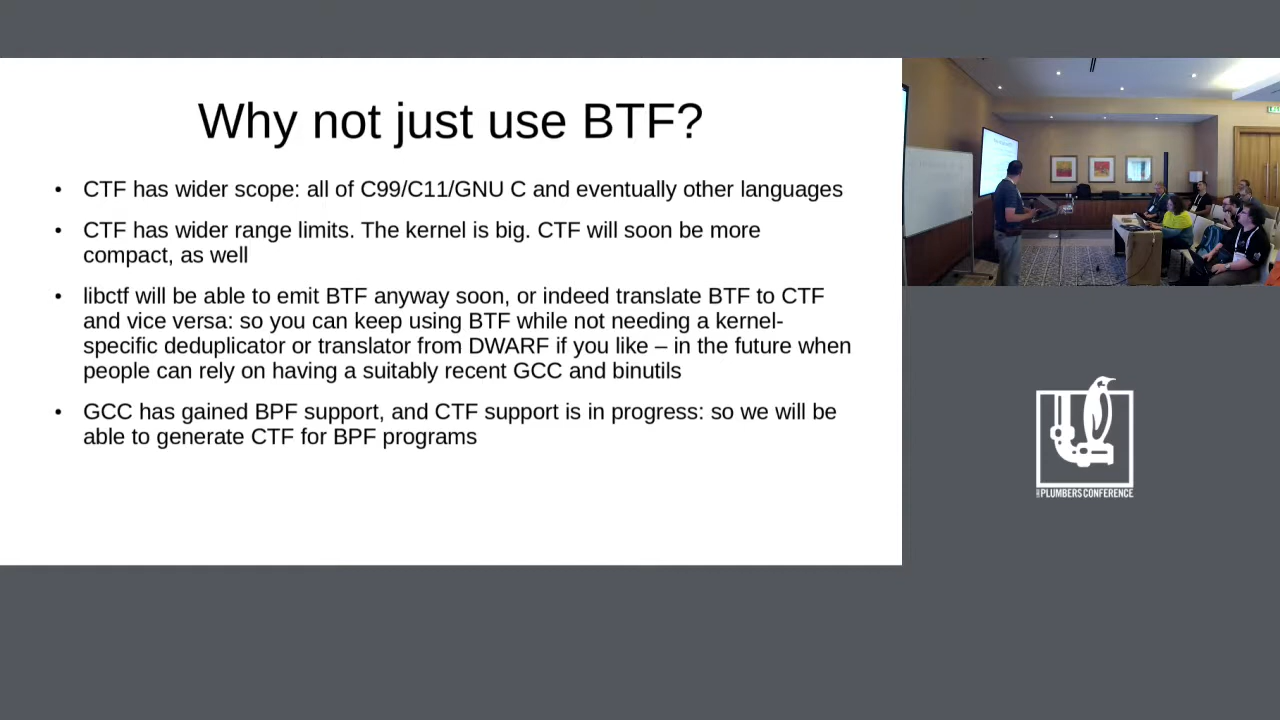 Why not just use BTF?
• CTF has wider scope: all of C99/C11/GNU C and eventually other languages
• CTF has wider range limits. The kernel is big. CTF will soon be more
compact, as well
• libctf will be able to emit BTF anyway soon, or indeed translate BTF to CTF
and vice versa: so you can keep using BTF while not needing a kernel-
specific deduplicator or translator from DWARF if you like – in the future when
people can rely on having a suitably recent GCC and binutils
• GCC has gained BPF support, and CTF support is in progress: so we will be
able to generate CTF for BPF programs
PLUMBERS CONFERENCE